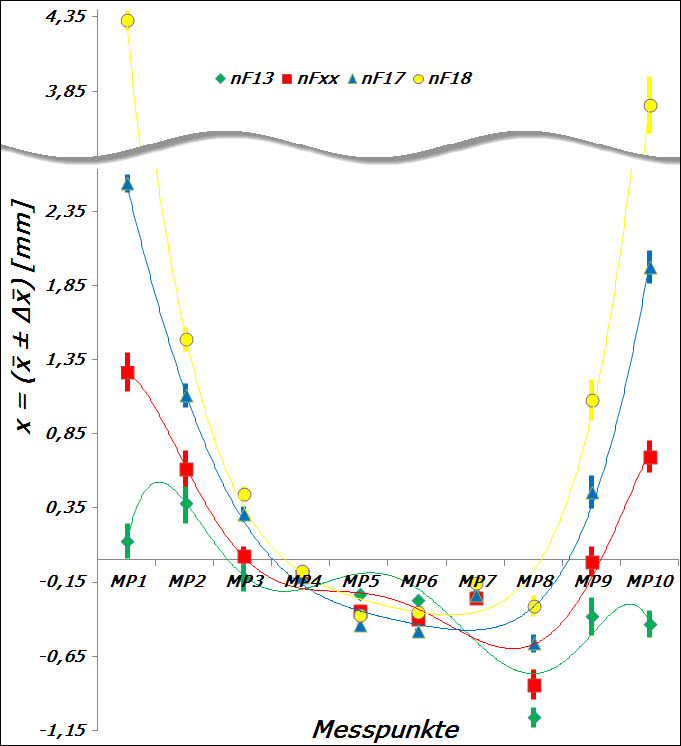 4,35
nF13 nFxx nF17 nF18
3,85
2,35
1,85
1,35
0,85
0,35
-0,15
-0,65
-1,15
x = (x̄ ± Δx̄) [mm]
MP1 MP2 MP3 MP4 MP5 MP6 MP7 MP8 MP9 MP10
Messpunkte